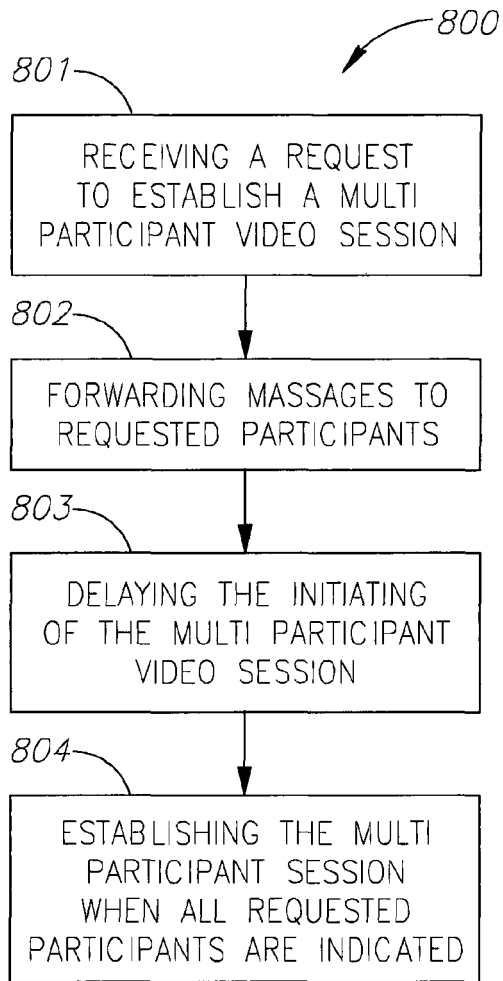 800
801
RECEIVING A REQUEST
TO ESTABLISH A MULTI
PARTICIPANT VIDEO SESSION
802
FORWARDING MASSAGES TO
REQUESTED PARTICIPANTS
803
DELAYING THE INITIATING
OF THE MULTI PARTICIPANT
VIDEO SESSION
804
ESTABLISHING THE MULTI
PARTICIPANT SESSION
WHEN ALL REQUESTED
PARTICIPANTS ARE INDICATED